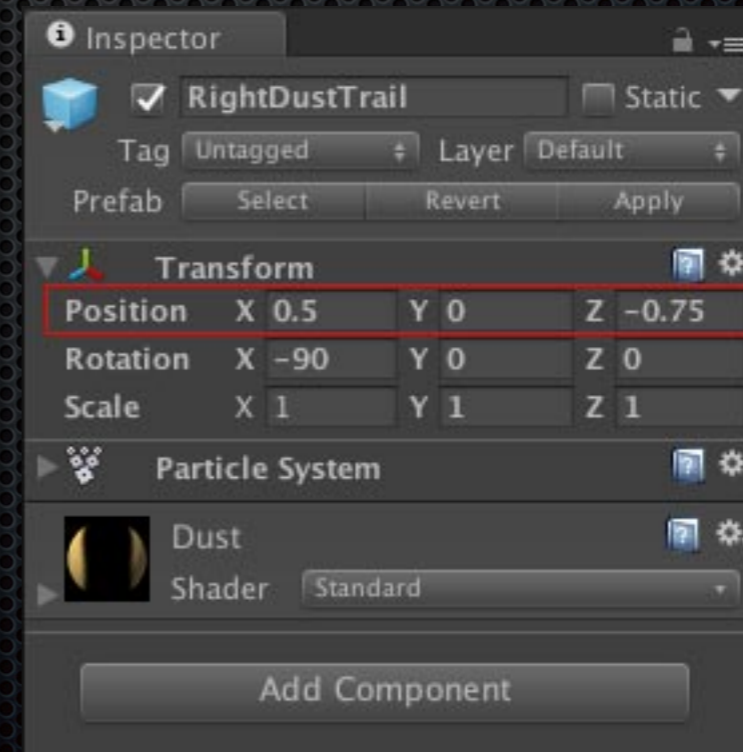 Inspector
RightDustTrail Static
Tag Untagged Layer Default
Prefab Select Revert Apply
Transform
Position X 0.5 Y 0 Z -0.75
Rotation X -90 Y 0 Z 0
Scale X 1 Y 1 Z 1
Particle System
Dust
Shader Standard
Add Component